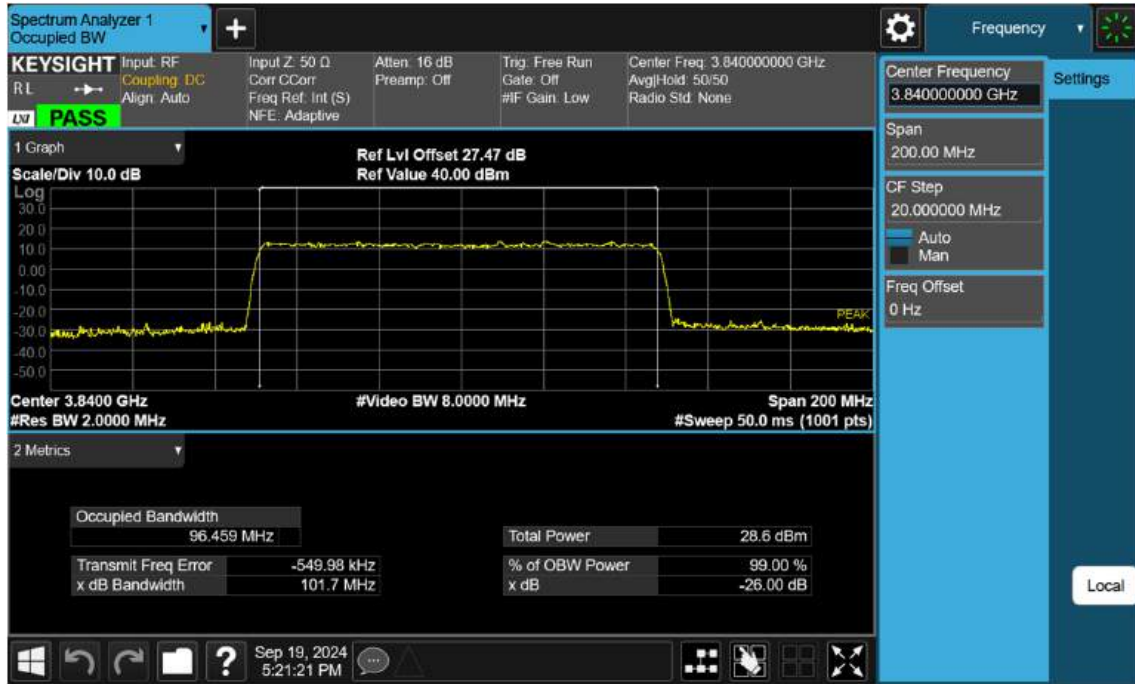 Spectrum Analyzer 1
Occupied BW
+
Frequency
KEYSIGHT
RL
LXI PASS
Input: RF
Coupling: DC
Align: Auto
Input Z: 50 Ω
Corr CCorr
Freq Ref: Int (S)
NFE: Adaptive
Atten: 16 dB
Preamp: Off
Trig: Free Run
Gate: Off
#IF Gain: Low
Center Freq: 3.840000000 GHz
Avg|Hold: 50/50
Radio Std: None
Center Frequency
3.840000000 GHz
Settings
Span
200.00 MHz
CF Step
20.000000 MHz
Auto
Man
Freq Offset
0 Hz
Local
1 Graph
Scale/Div 10.0 dB
Ref Lvl Offset 27.47 dB
Ref Value 40.00 dBm
Log
30.0
20.0
10.0
0.00
-10.0
-20.0
-30.0
-40.0
-50.0
PEAK
Center 3.8400 GHz
#Video BW 8.0000 MHz
Span 200 MHz
#Res BW 2.0000 MHz
#Sweep 50.0 ms (1001 pts)
2 Metrics
Occupied Bandwidth
96.459 MHz
Total Power 28.6 dBm
Transmit Freq Error -549.98 kHz
% of OBW Power 99.00 %
x dB Bandwidth 101.7 MHz
x dB -26.00 dB
?
Sep 19, 2024
5:21:21 PM